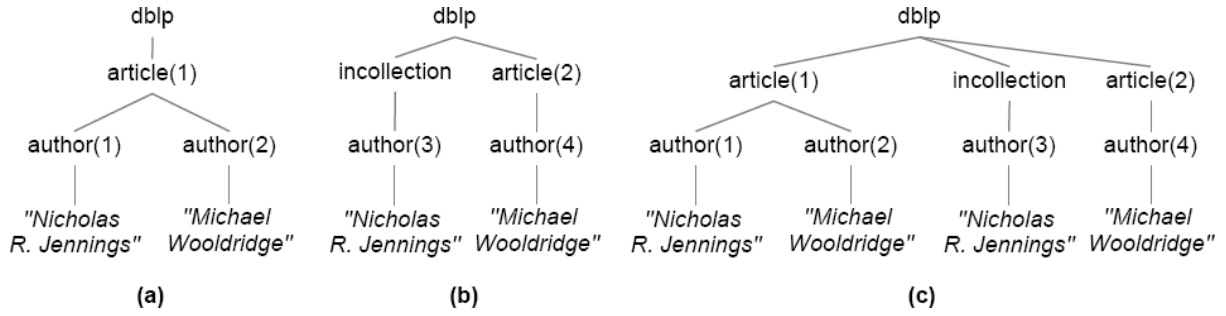 dblp
article(1)
author(1) author(2)
"Nicholas
R. Jennings"
"Michael
Wooldridge"
(a)
dblp
incollection article(2)
author(3) author(4)
"Nicholas
R. Jennings"
"Michael
Wooldridge"
(b)
dblp
article(1) incollection article(2)
author(1) author(2) author(3) author(4)
"Nicholas
R. Jennings"
"Michael
Wooldridge"
"Nicholas
R. Jennings"
"Michael
Wooldridge"
(c)